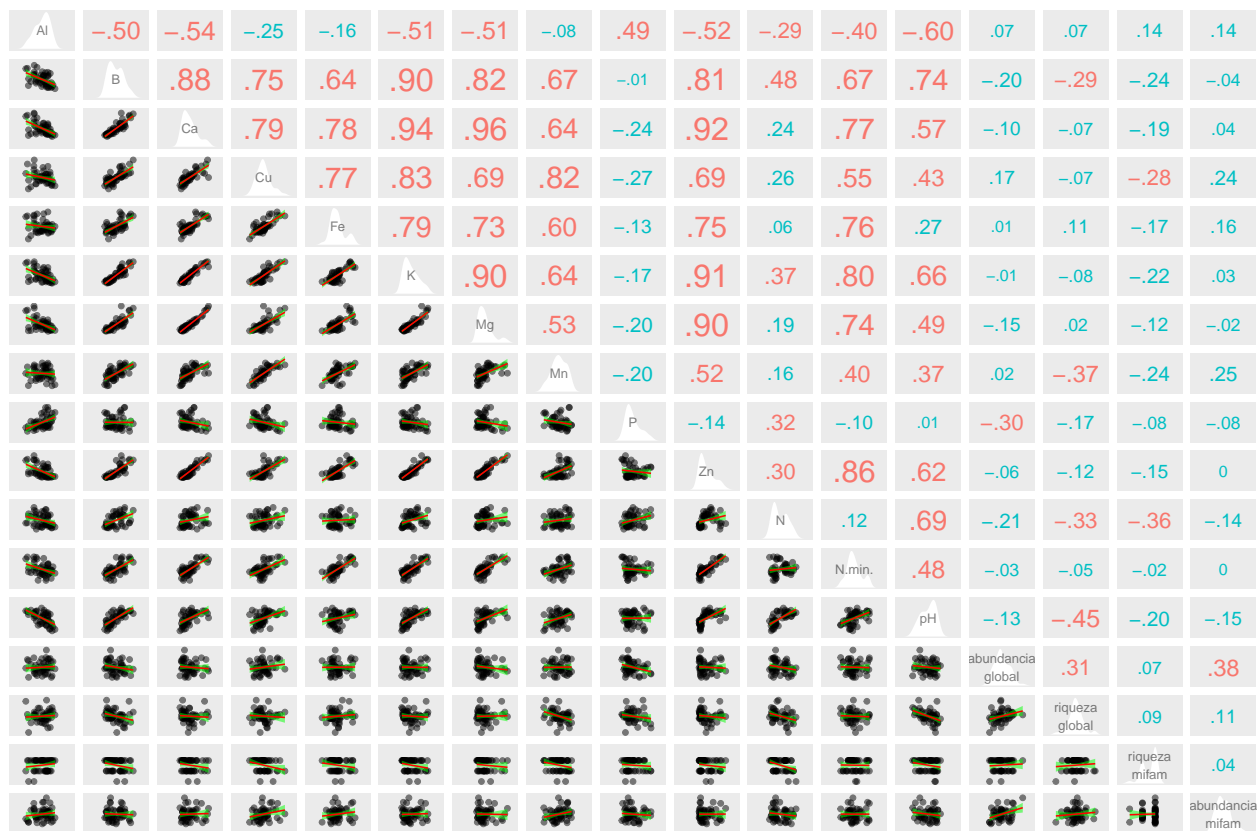 Al −.50 −.54 −.25 −.16 −.51 −.51 −.08 .49 −.52 −.29 −.40 −.60 .07 .07 .14 .14
B .88 .75 .64 .90 .82 .67 −.01 .81 .48 .67 .74 −.20 −.29 −.24 −.04
Ca .79 .78 .94 .96 .64 −.24 .92 .24 .77 .57 −.10 −.07 −.19 .04
Cu .77 .83 .69 .82 −.27 .69 .26 .55 .43 .17 −.07 −.28 .24
Fe .79 .73 .60 −.13 .75 .06 .76 .27 .01 .11 −.17 .16
K .90 .64 −.17 .91 .37 .80 .66 −.01 −.08 −.22 .03
Mg .53 −.20 .90 .19 .74 .49 −.15 .02 −.12 −.02
Mn −.20 .52 .16 .40 .37 .02 −.37 −.24 .25
P −.14 .32 −.10 .01 −.30 −.17 −.08 −.08
Zn .30 .86 .62 −.06 −.12 −.15 0
N .12 .69 −.21 −.33 −.36 −.14
N.min. .48 −.03 −.05 −.02 0
pH −.13 −.45 −.20 −.15
abundancia
global
.31 .07 .38
riqueza
global
.09 .11
riqueza
mifam
.04
abundancia
mifam